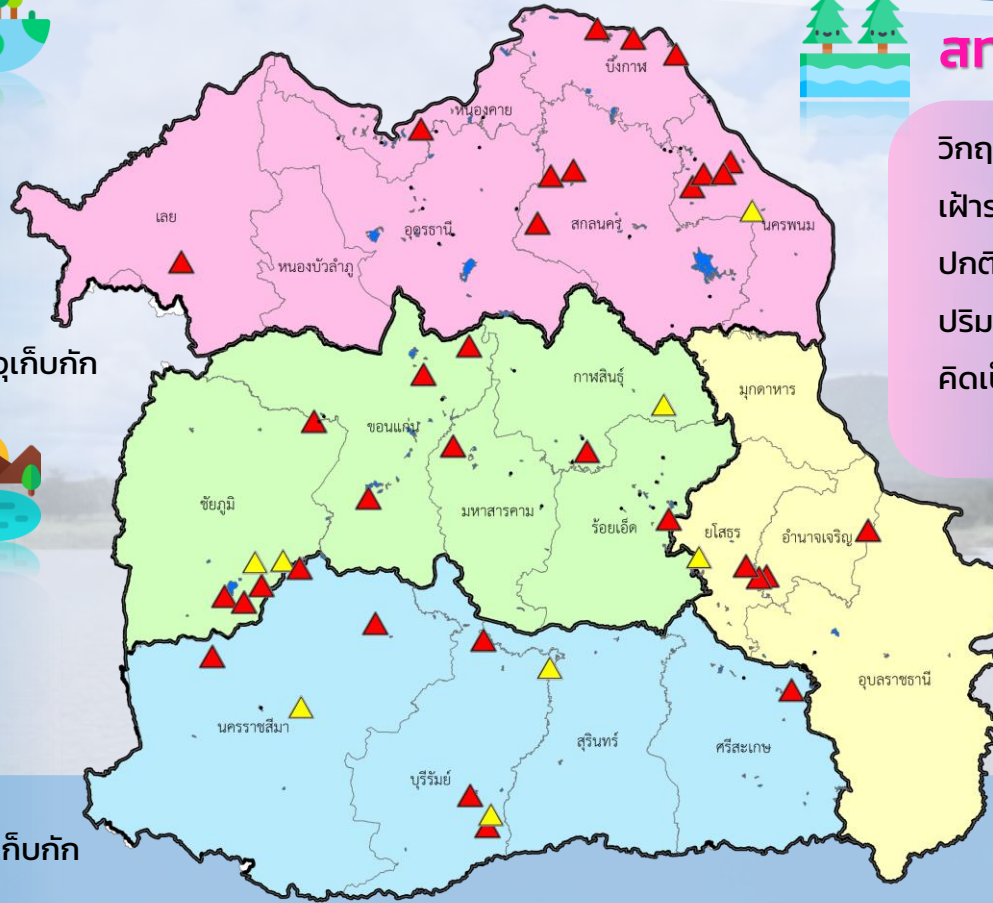 สท
วิกฤ
เฝ้าร
ปกติ
ปริม
คิดเป็
ุเก็บกัก
ก็บกัก
บึงกาฬ
หนองคาย
เลย
อุดรธานี
สกลนคร
นครพนม
หนองบัวลำภู
กาฬสินธุ์
มุกดาหาร
ขอนแก่น
ชัยภูมิ
มหาสารคาม
ร้อยเอ็ด
ยโสธร
อำนาจเจริญ
อุบลราชธานี
นครราชสีมา
บุรีรัมย์
สุรินทร์
ศรีสะเกษ